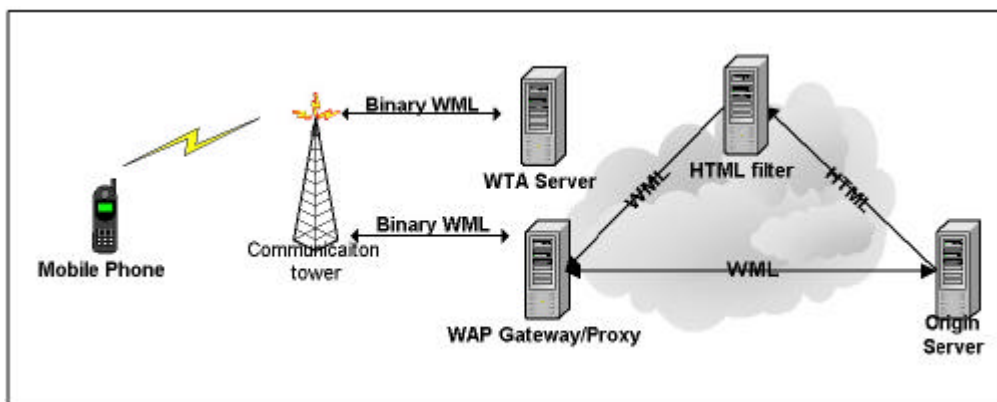 Binary WML
WTA Server
HTML filter
WML
HTML
Mobile Phone
Communicaiton
tower
Binary WML
WML
WAP Gateway/Proxy
Origin
Server